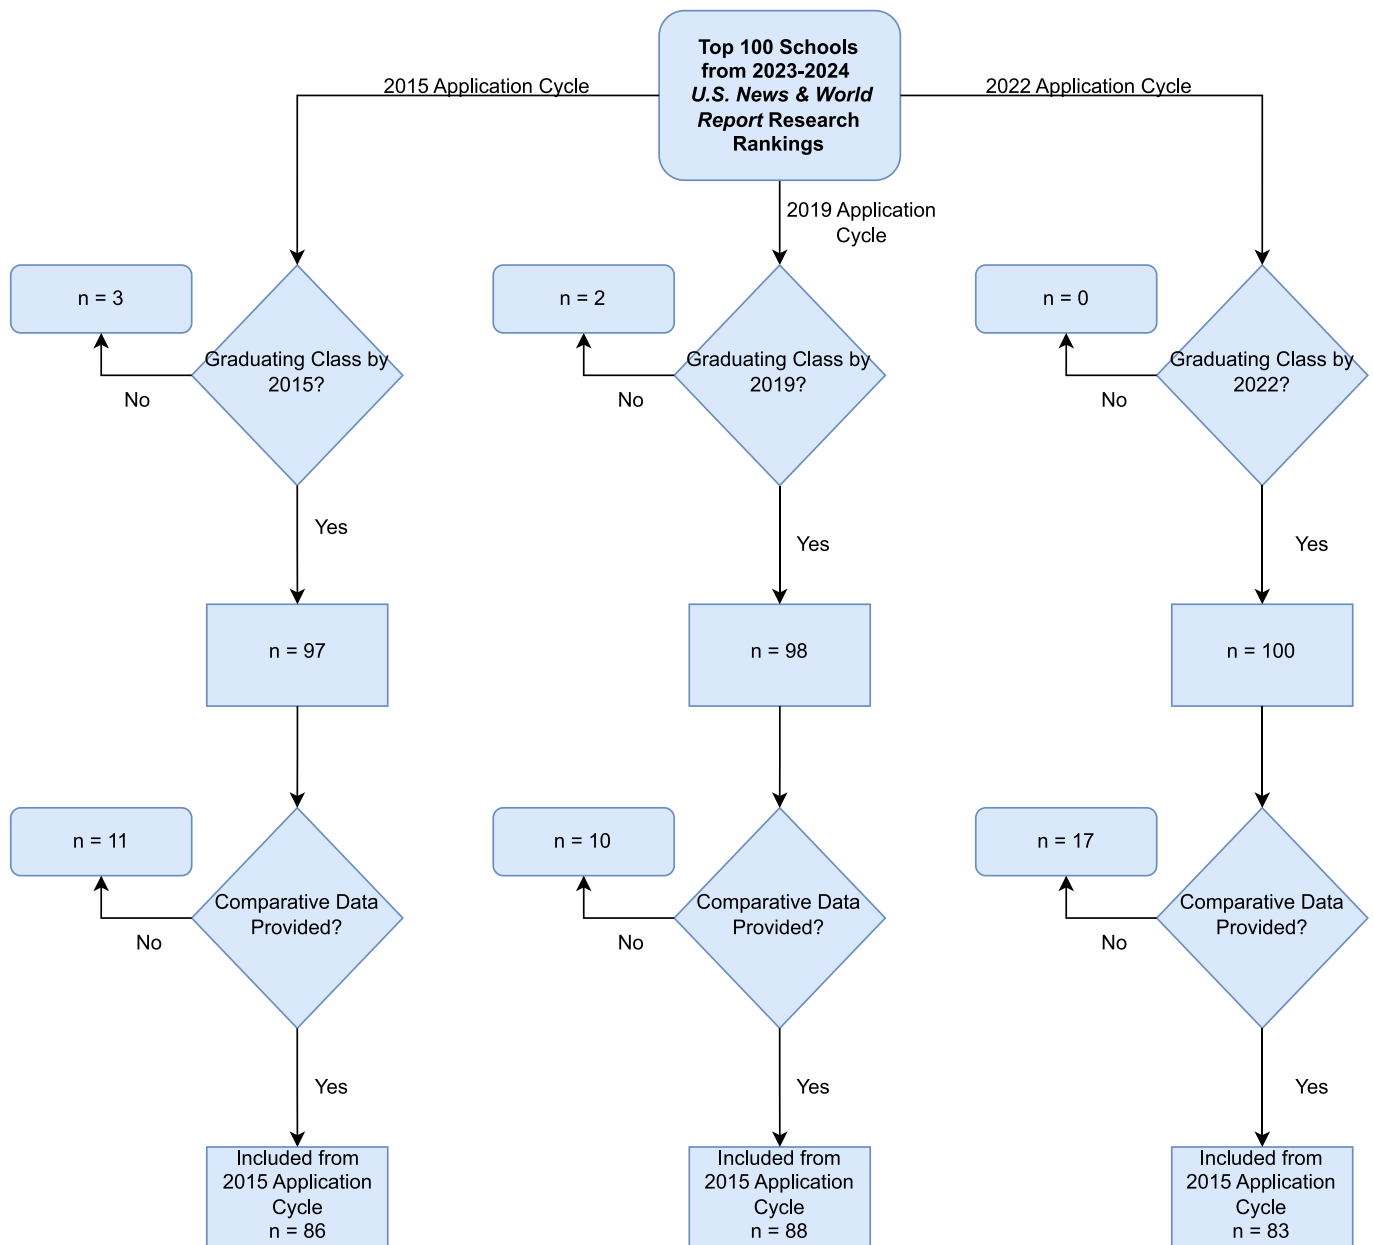 Top 100 Schools
from 2023-2024
U.S. News & World
Report Research
Rankings
2015 Application Cycle
2022 Application Cycle
2019 Application
Cycle
n = 3
Graduating Class by
2015?
No
Yes
n = 97
n = 11
Comparative Data
Provided?
No
Yes
Included from
2015 Application
Cycle
n = 86
n = 2
Graduating Class by
2019?
No
Yes
n = 98
n = 10
Comparative Data
Provided?
No
Yes
Included from
2015 Application
Cycle
n = 88
n = 0
Graduating Class by
2022?
No
Yes
n = 100
n = 17
Comparative Data
Provided?
No
Yes
Included from
2015 Application
Cycle
n = 83